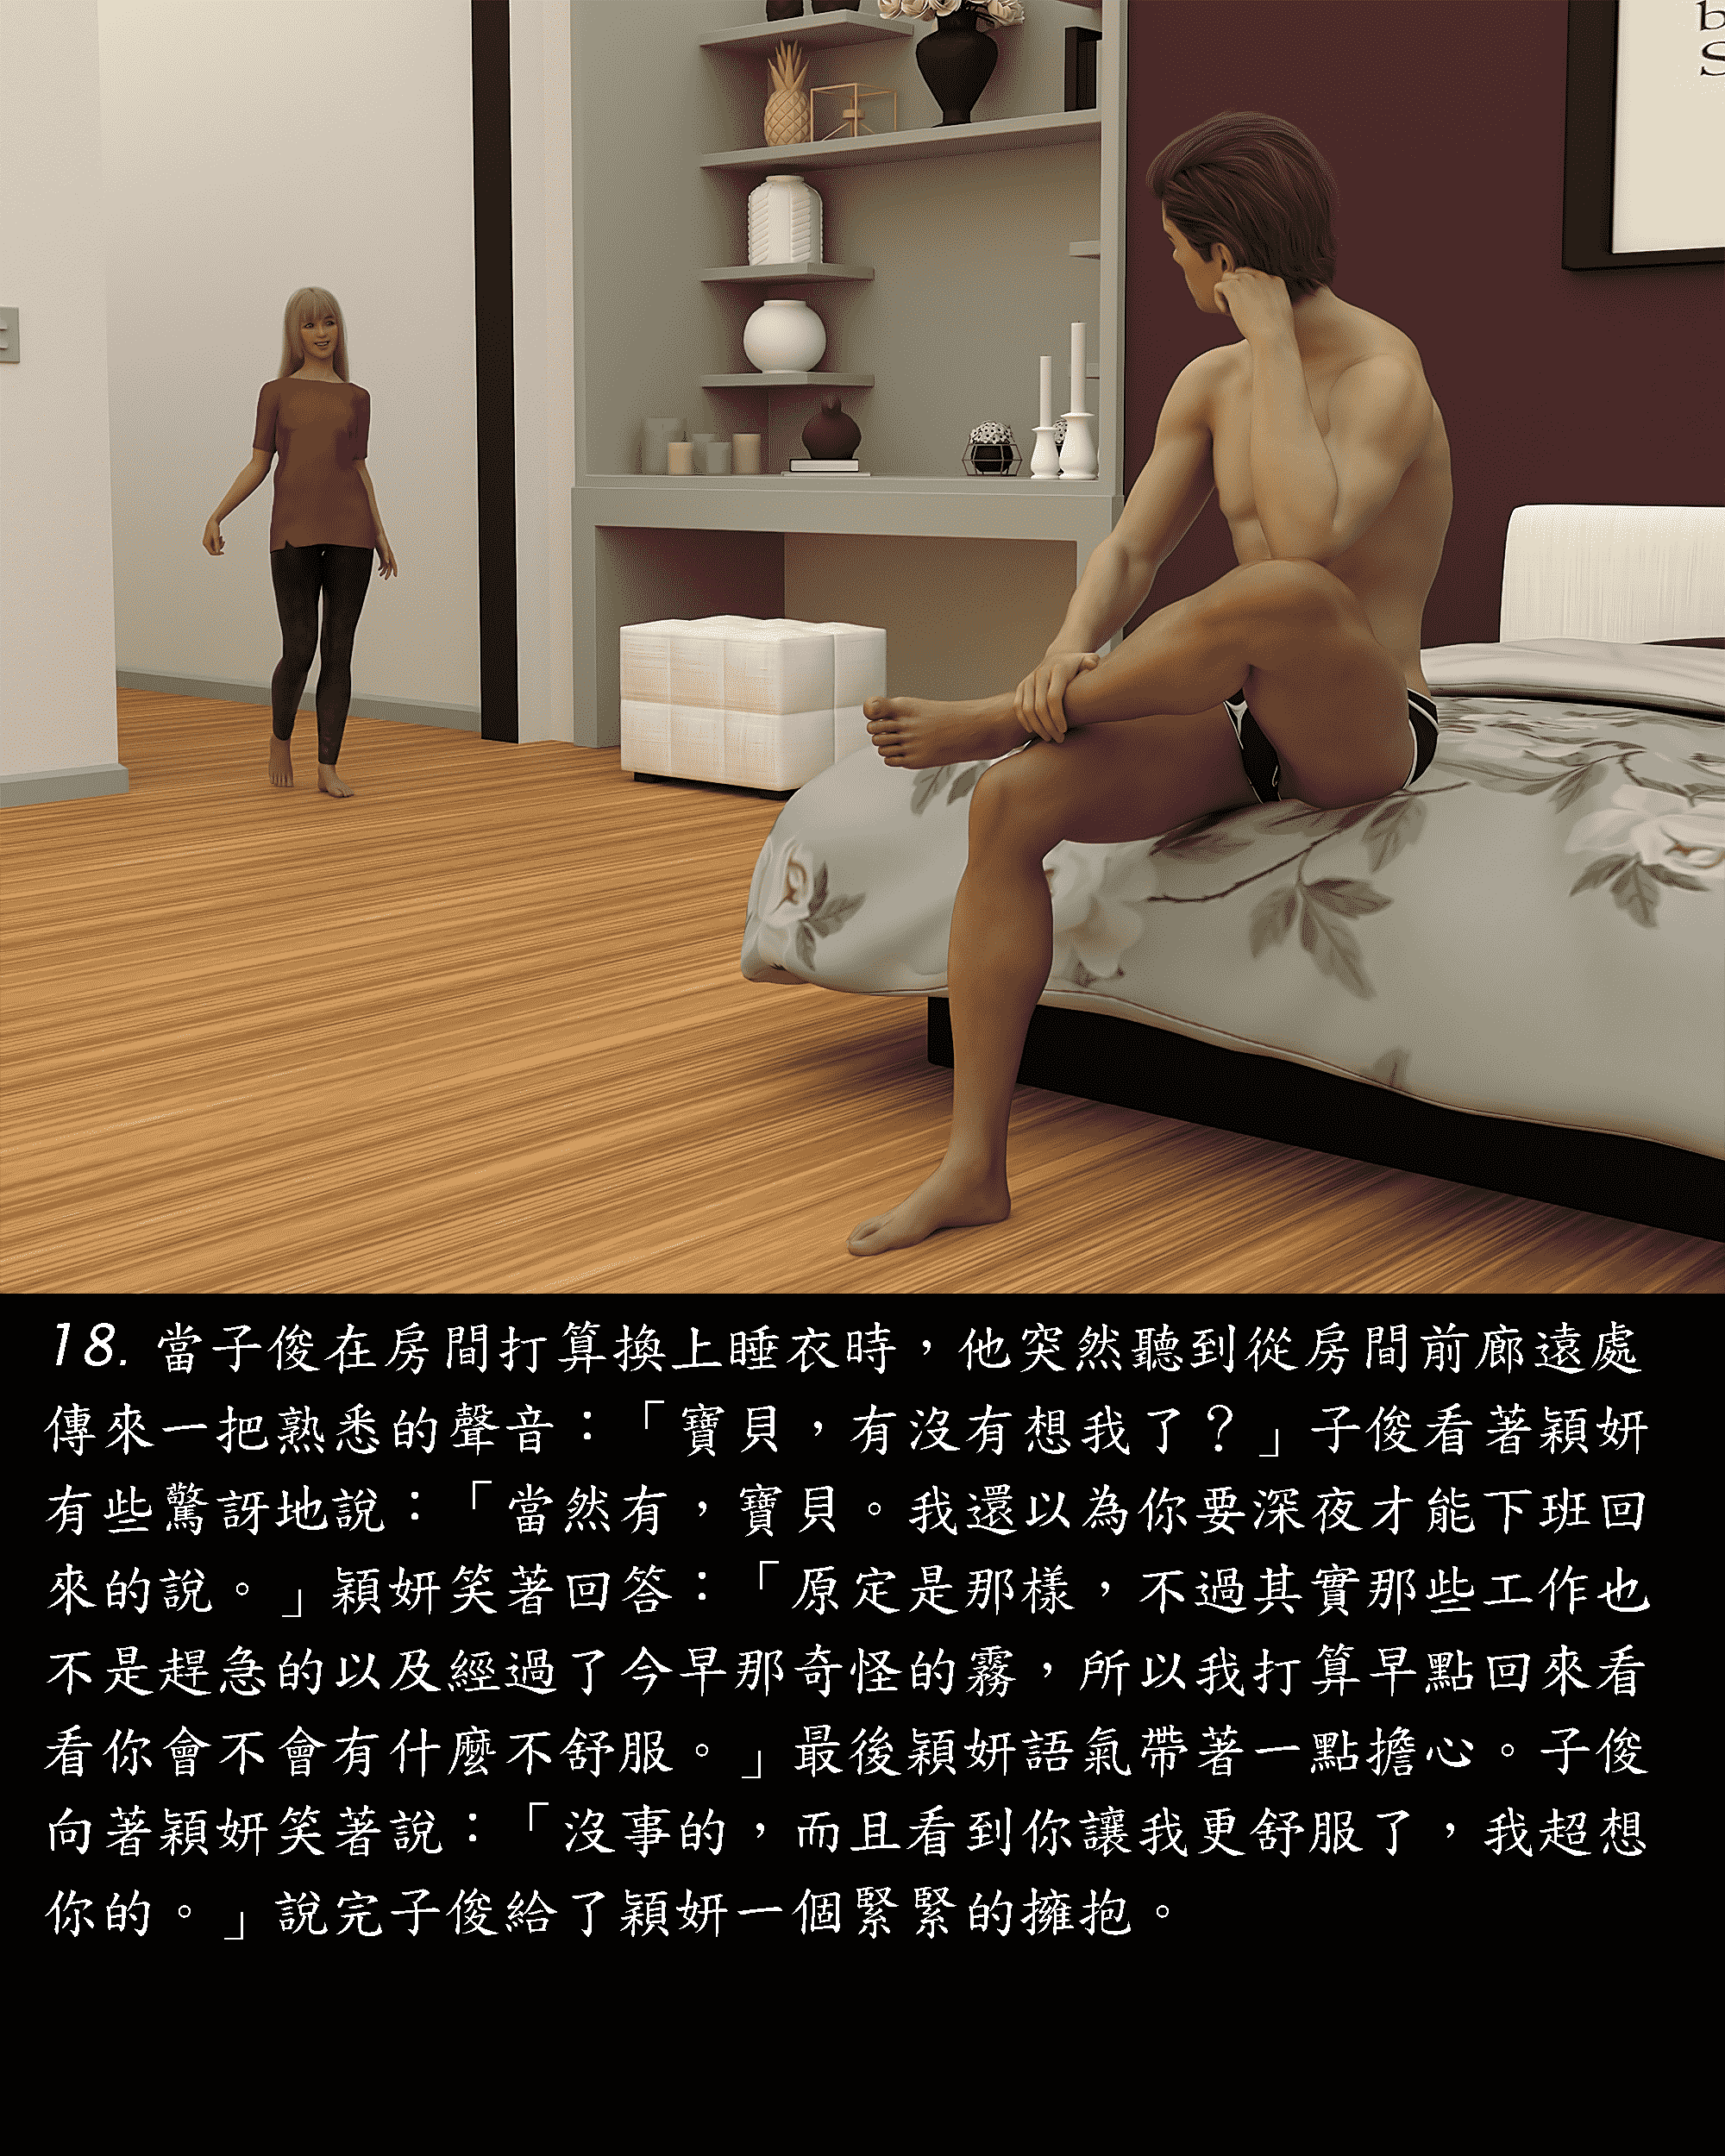 b
S
18. 當子俊在房間打算換上睡衣時，他突然聽到從房間前廊遠處
傳來一把熟悉的聲音：「寶貝，有沒有想我了？」子俊看著穎妍
有些驚訝地說：「當然有，寶貝。我還以為你要深夜才能下班回
來的說。」穎妍笑著回答：「原定是那樣，不過其實那些工作也
不是趕急的以及經過了今早那奇怪的霧，所以我打算早點回來看
看你會不會有什麼不舒服。」最後穎妍語氣帶著一點擔心。子俊
向著穎妍笑著說：「沒事的，而且看到你讓我更舒服了，我超想
你的。」說完子俊給了穎妍一個緊緊的擁抱。